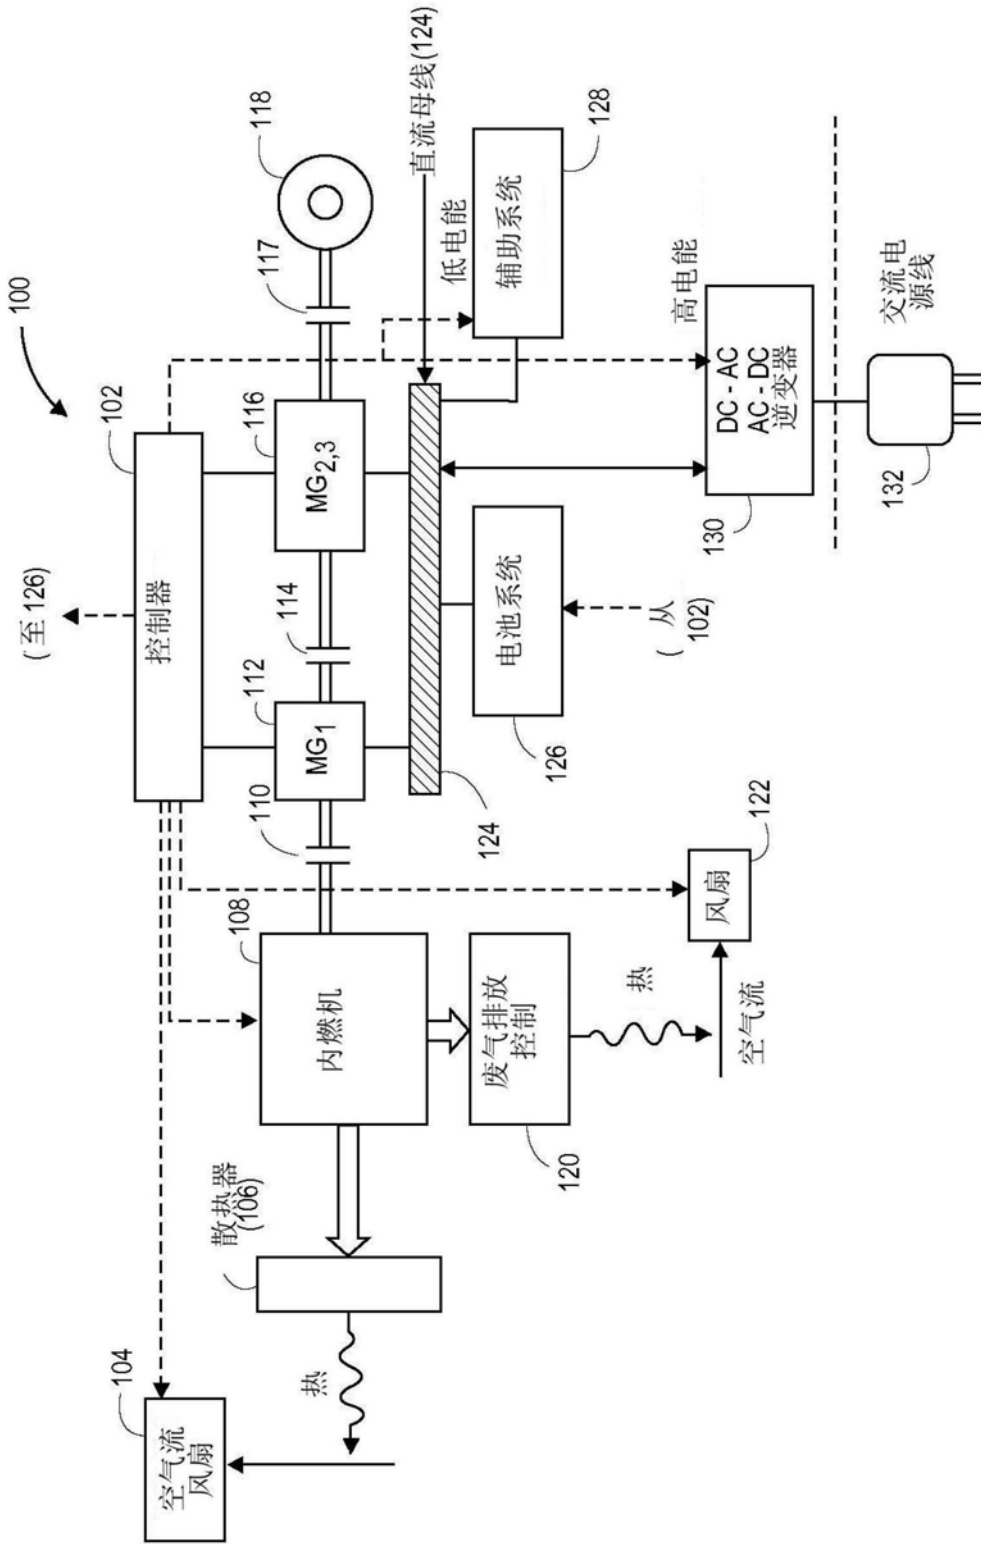 100
(至126)
102
104
控制器
空气流
风扇
散热器
(106)
108
110
112
114
116
117
118
内燃机
MG1
MG2,3
热
直流母线(124)
低电能
124
废气排放
控制
电池系统
辅助系统
120
126
128
热
从
(102)
高电能
122
风扇
空气流
130
DC - AC
AC - DC
逆变器
132
交流电
源线